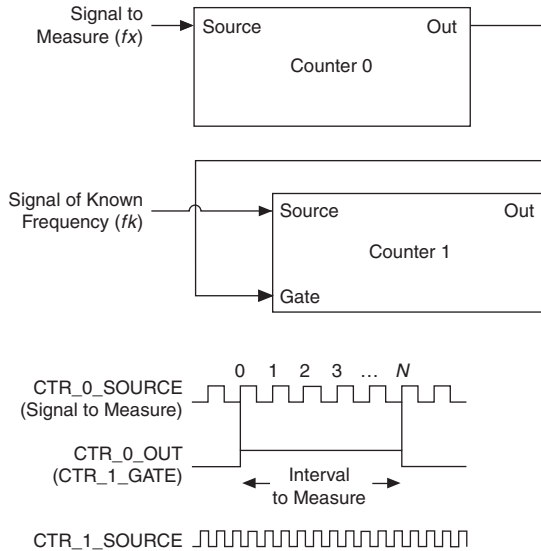 Signal to
Measure (fx)
Source
Out
Counter 0
Signal of Known
Frequency (fk)
Source
Out
Counter 1
Gate
0 1 2 3 … N
CTR_0_SOURCE
(Signal to Measure)
CTR_0_OUT
(CTR_1_GATE)
Interval
to Measure
CTR_1_SOURCE